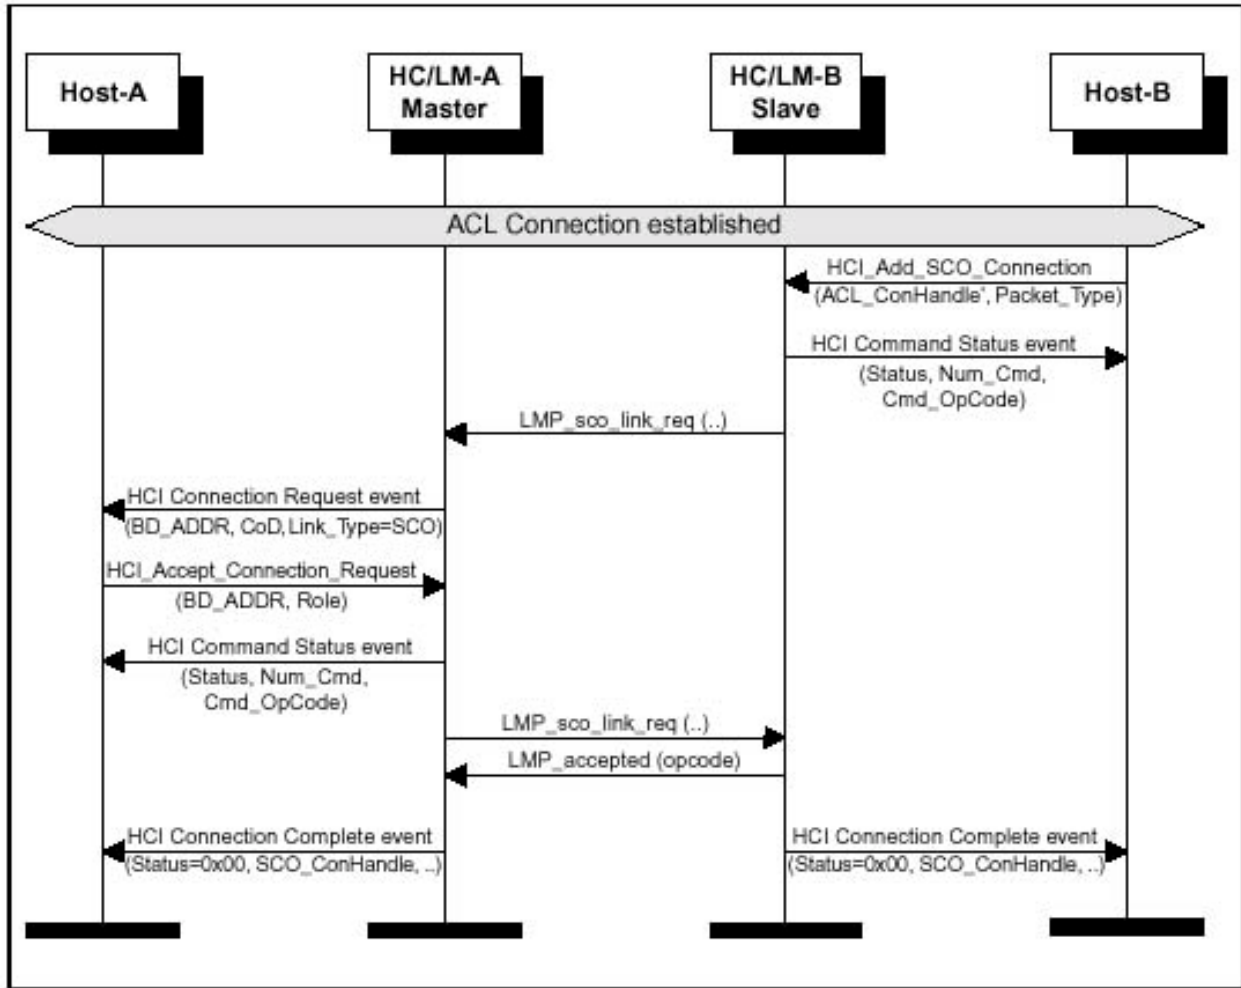 Host-A
HC/LM-A
Master
HC/LM-B
Slave
Host-B
ACL Connection established
HCI_Add_SCO_Connection
(ACL_ConHandle', Packet_Type)
HCI Command Status event
(Status, Num_Cmd,
Cmd_OpCode)
LMP_sco_link_req (..)
HCI Connection Request event
(BD_ADDR, CoD,Link_Type=SCO)
HCI_Accept_Connection_Request
(BD_ADDR, Role)
HCI Command Status event
(Status, Num_Cmd,
Cmd_OpCode)
LMP_sco_link_req (..)
LMP_accepted (opcode)
HCI Connection Complete event
(Status=0x00, SCO_ConHandle, ..)
HCI Connection Complete event
(Status=0x00, SCO_ConHandle, ..)